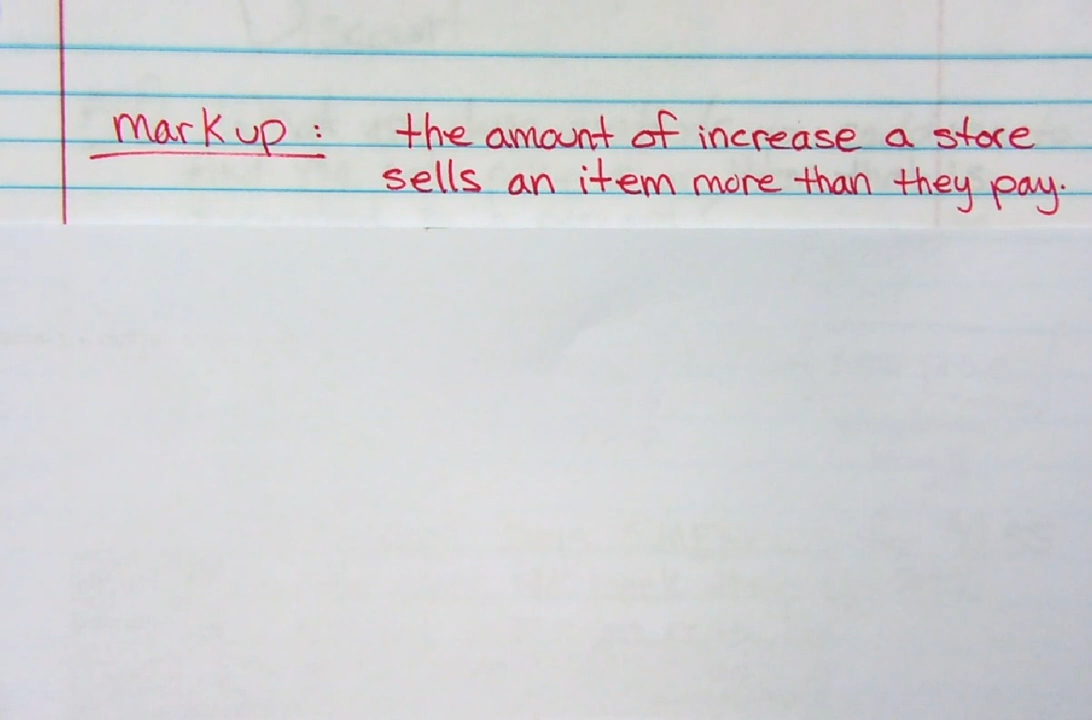 markup : the amount of increase a store
sells an item more than they pay.